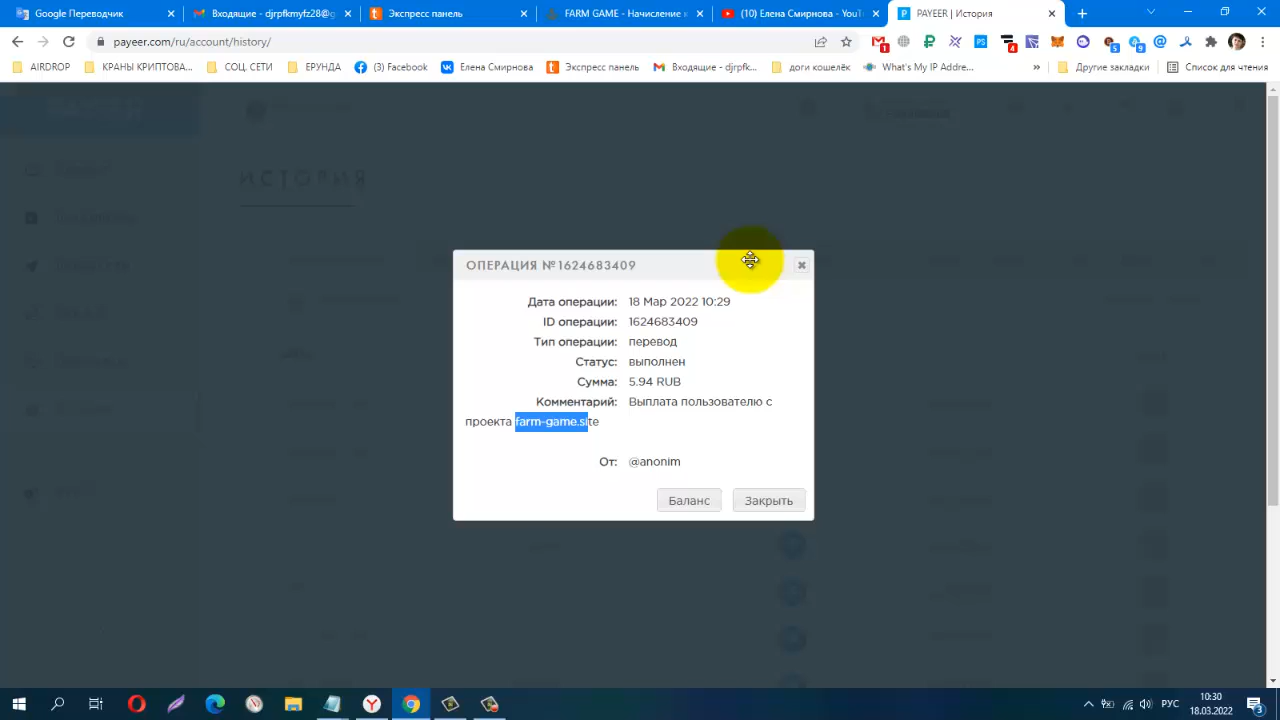 Google Переводчик
Входящие - djrpfkmyfz28@g
Экспресс панель
FARM GAME - Начисление к
(10) Елена Смирнова - YouT
PAYEER | История
payeer.com/ru/account/history/
AIRDROP
КРАНЫ КРИПТОВА...
СОЦ. СЕТИ
ЕРУНДА
(3) Facebook
Елена Смирнова
Экспресс панель
Входящие - djrpfk...
доги кошелёк
What's My IP Addre...
»
Другие закладки
Список для чтения
ИСТОРИЯ
ОПЕРАЦИЯ №1624683409
Дата операции: 18 Мар 2022 10:29
ID операции: 1624683409
Тип операции: перевод
Статус: выполнен
Сумма: 5.94 RUB
Комментарий: Выплата пользователю с
проекта farm-game.site
От: @anonim
Баланс
Закрыть
РУС
10:30
18.03.2022